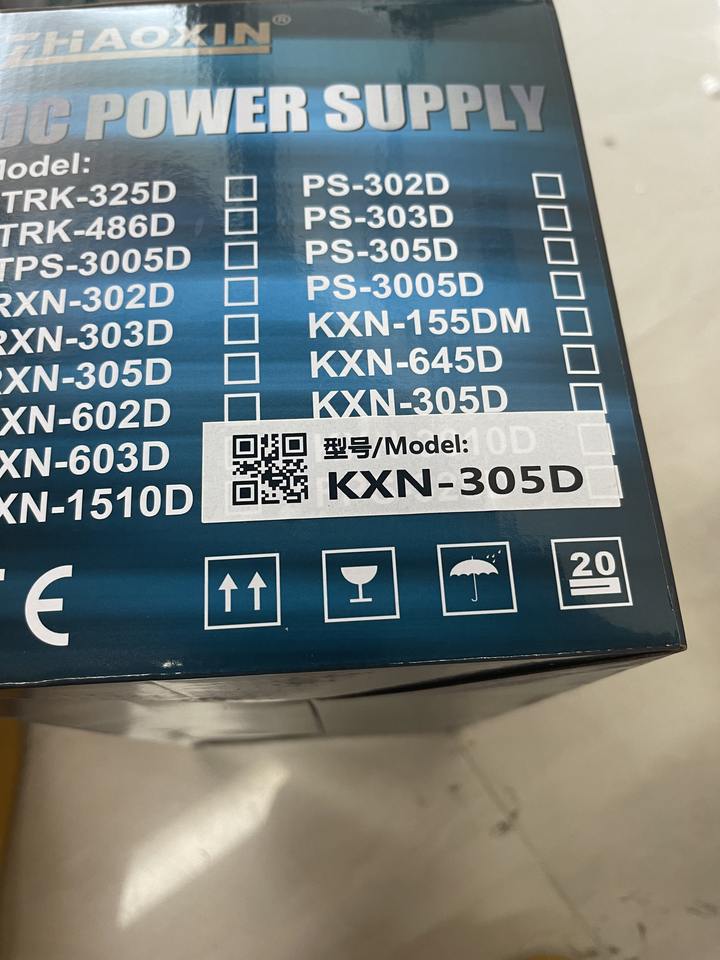 ZHAOXIN®
DC POWER SUPPLY
Model:
TRK-325D
TRK-486D
TPS-3005D
RXN-302D
RXN-303D
RXN-305D
XN-602D
XN-603D
XN-1510D
PS-302D
PS-303D
PS-305D
PS-3005D
KXN-155DM
KXN-645D
KXN-305D
型号/Model:
KXN-305D
CE
20